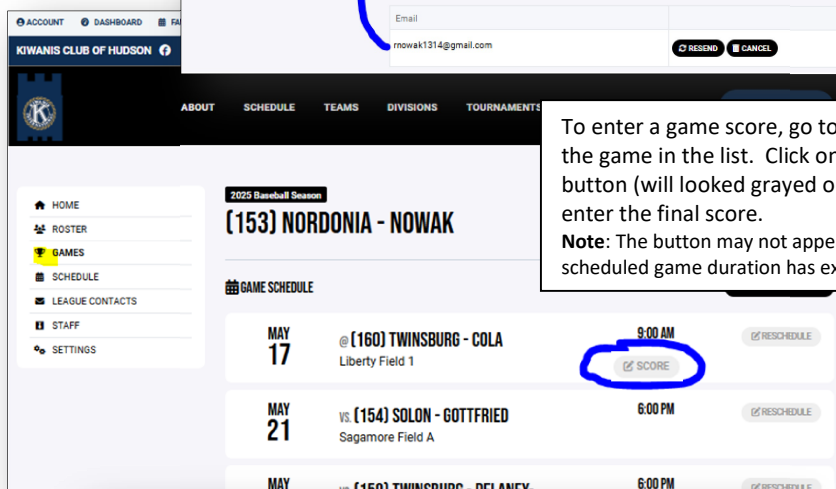 ACCOUNT DASHBOARD
KIWANIS CLUB OF HUDSON
Email
rnowak1314@gmail.com
RESEND CANCEL
K
ABOUT SCHEDULE TEAMS DIVISIONS TOURNAMENTS
To enter a game score, go to
the game in the list. Click
button (will looked grayed
enter the final score.
Note: The button may not
scheduled game duration has
HOME
ROSTER
GAMES
SCHEDULE
LEAGUE CONTACTS
STAFF
SETTINGS
2025 Baseball Season
(153) NORDONIA - NOWAK
GAME SCHEDULE
MAY
17
@ (160) TWINSBURG - COLA
Liberty Field 1
9:00 AM
SCORE
RESCHEDULE
MAY
21
VS. (154) SOLON - GOTTFRIED
Sagamore Field A
6:00 PM
RESCHEDULE
MAY
TWINSBURG - DELANEY-
6:00 PM
RESCHEDULE